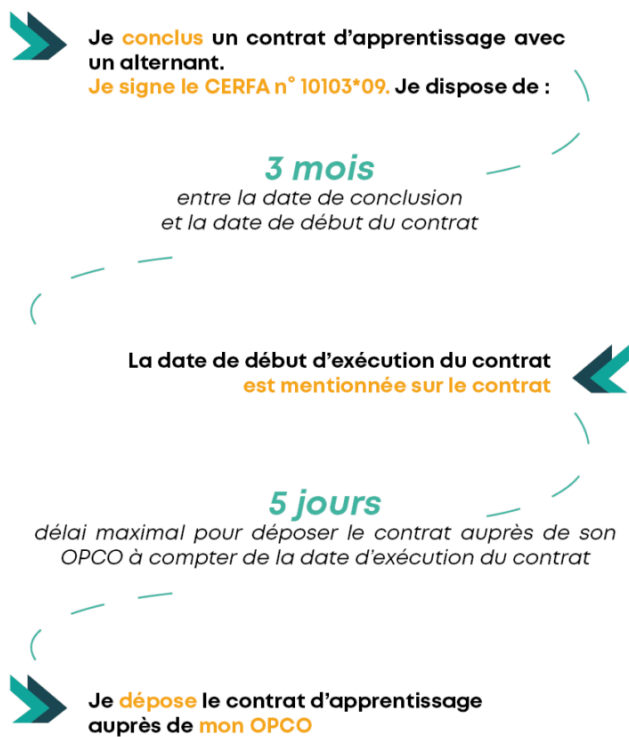 Je conclus un contrat d’apprentissage avec
un alternant.
Je signe le CERFA n° 10103*09. Je dispose de :
3 mois
entre la date de conclusion
et la date de début du contrat
La date de début d’exécution du contrat
est mentionnée sur le contrat
5 jours
délai maximal pour déposer le contrat auprès de son
OPCO à compter de la date d’exécution du contrat
Je dépose le contrat d’apprentissage
auprès de mon OPCO